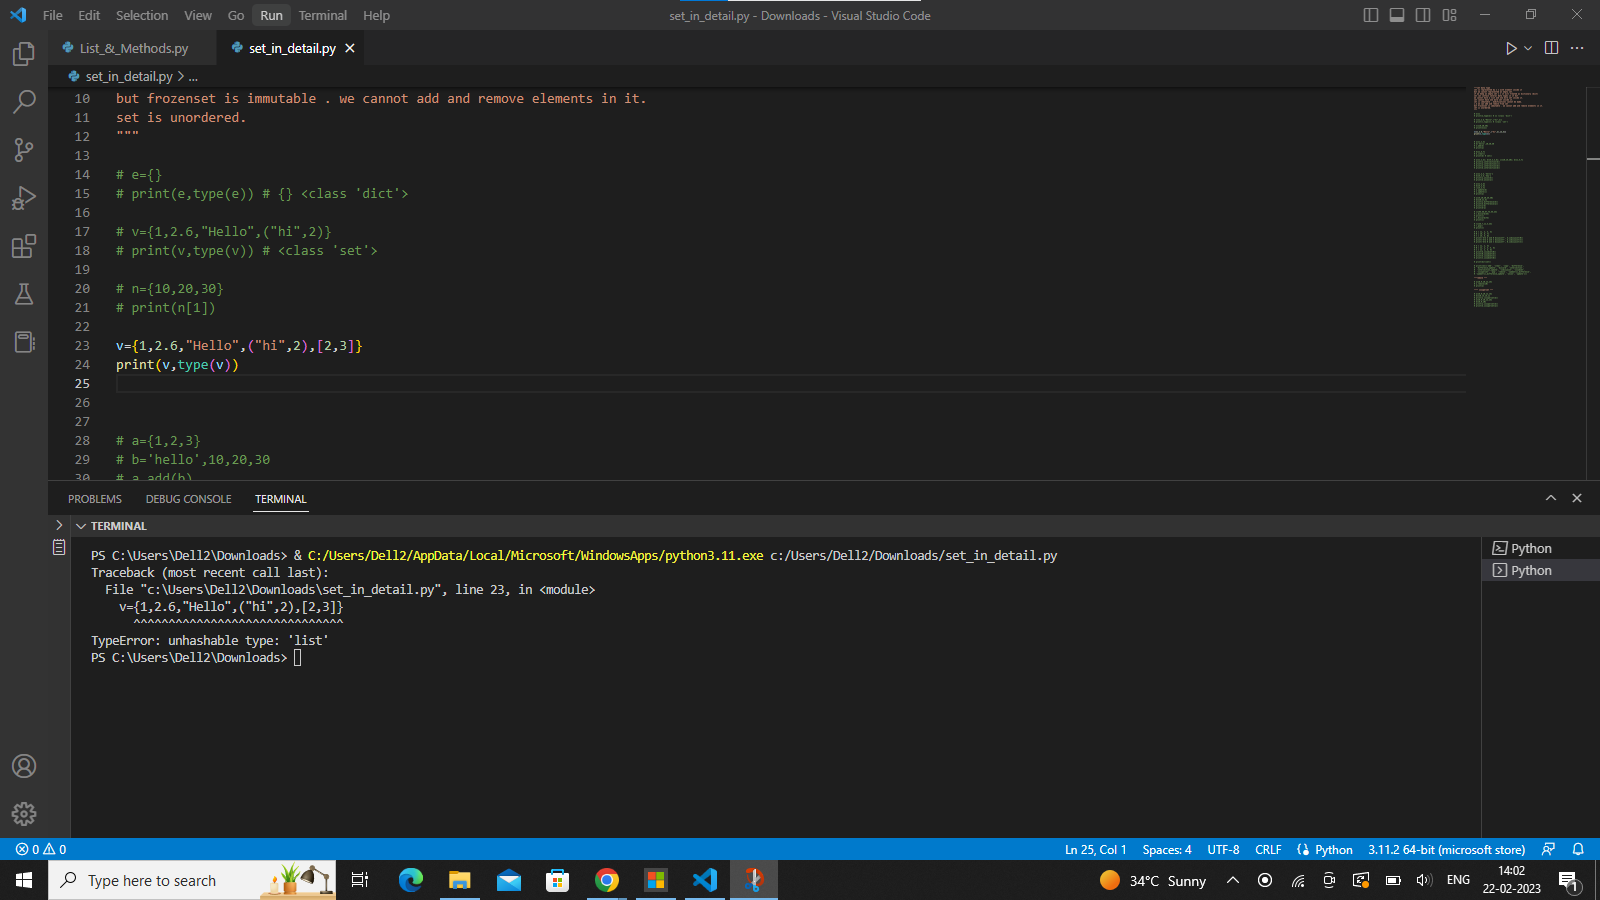 File Edit Selection View Go Run Terminal Help
set_in_detail.py - Downloads - Visual Studio Code
List_&_Methods.py
set_in_detail.py
set_in_detail.py > ...
10 but frozenset is immutable . we cannot add and remove elements in it.
11 set is unordered.
12 """
13
14 # e={}
15 # print(e,type(e)) # {} <class 'dict'>
16
17 # v={1,2.6,"Hello",("hi",2)}
18 # print(v,type(v)) # <class 'set'>
19
20 # n={10,20,30}
21 # print(n[1])
22
23 v={1,2.6,"Hello",("hi",2),[2,3]}
24 print(v,type(v))
25
26
27
28 # a={1,2,3}
29 # b='hello',10,20,30
30 # a.add(b)
PROBLEMS DEBUG CONSOLE TERMINAL
TERMINAL
PS C:\Users\Dell2\Downloads> & C:/Users/Dell2/AppData/Local/Microsoft/WindowsApps/python3.11.exe c:/Users/Dell2/Downloads/set_in_detail.py
Traceback (most recent call last):
File "c:\Users\Dell2\Downloads\set_in_detail.py", line 23, in <module>
v={1,2.6,"Hello",("hi",2),[2,3]}
^^^^^^^^^^^^^^^^^^^^^^^^^^^^^^
TypeError: unhashable type: 'list'
PS C:\Users\Dell2\Downloads>
Python
Python
0 0
Ln 25, Col 1 Spaces: 4 UTF-8 CRLF Python 3.11.2 64-bit (microsoft store)
Type here to search
34°C Sunny
ENG
14:02
22-02-2023
1